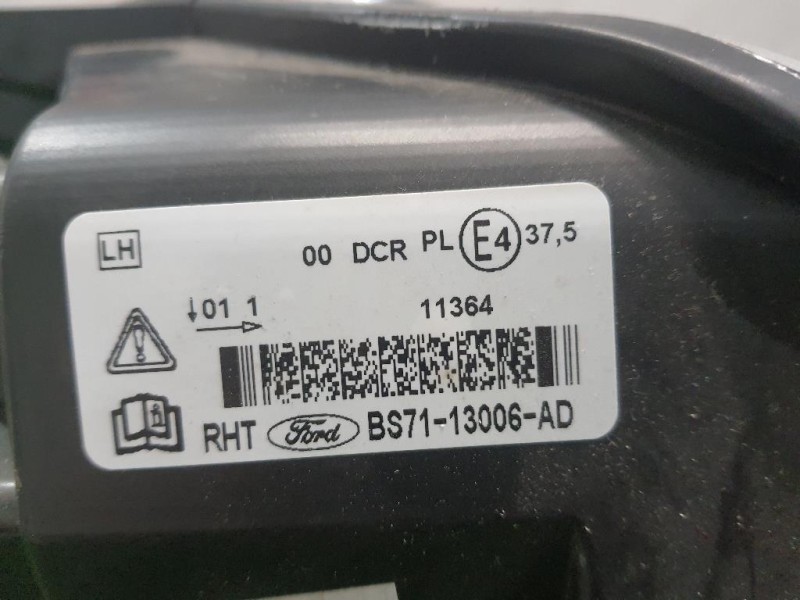 LH
00 DCR PL E4 37,5
↓01 1 11364
RHT Ford BS71-13006-AD